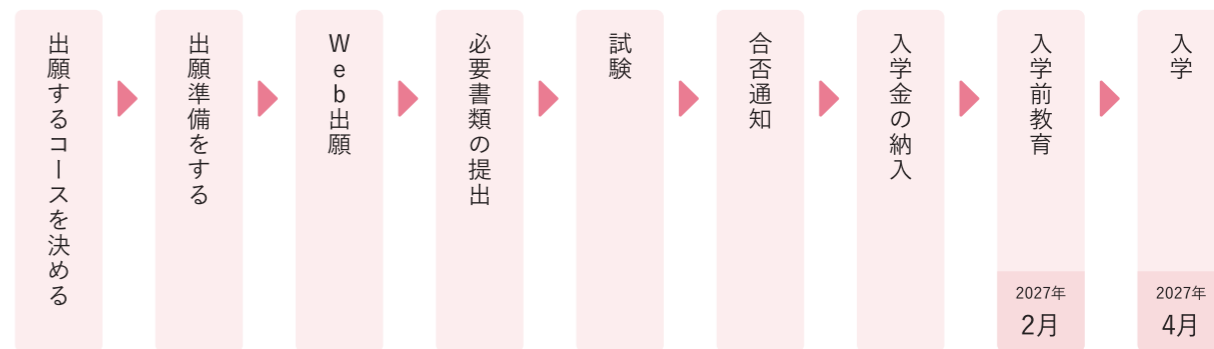 出願するコースを決める
出願準備をする
Web出願
必要書類の提出
試験
合否通知
入学金の納入
入学前教育
2027年
2月
入学
2027年
4月